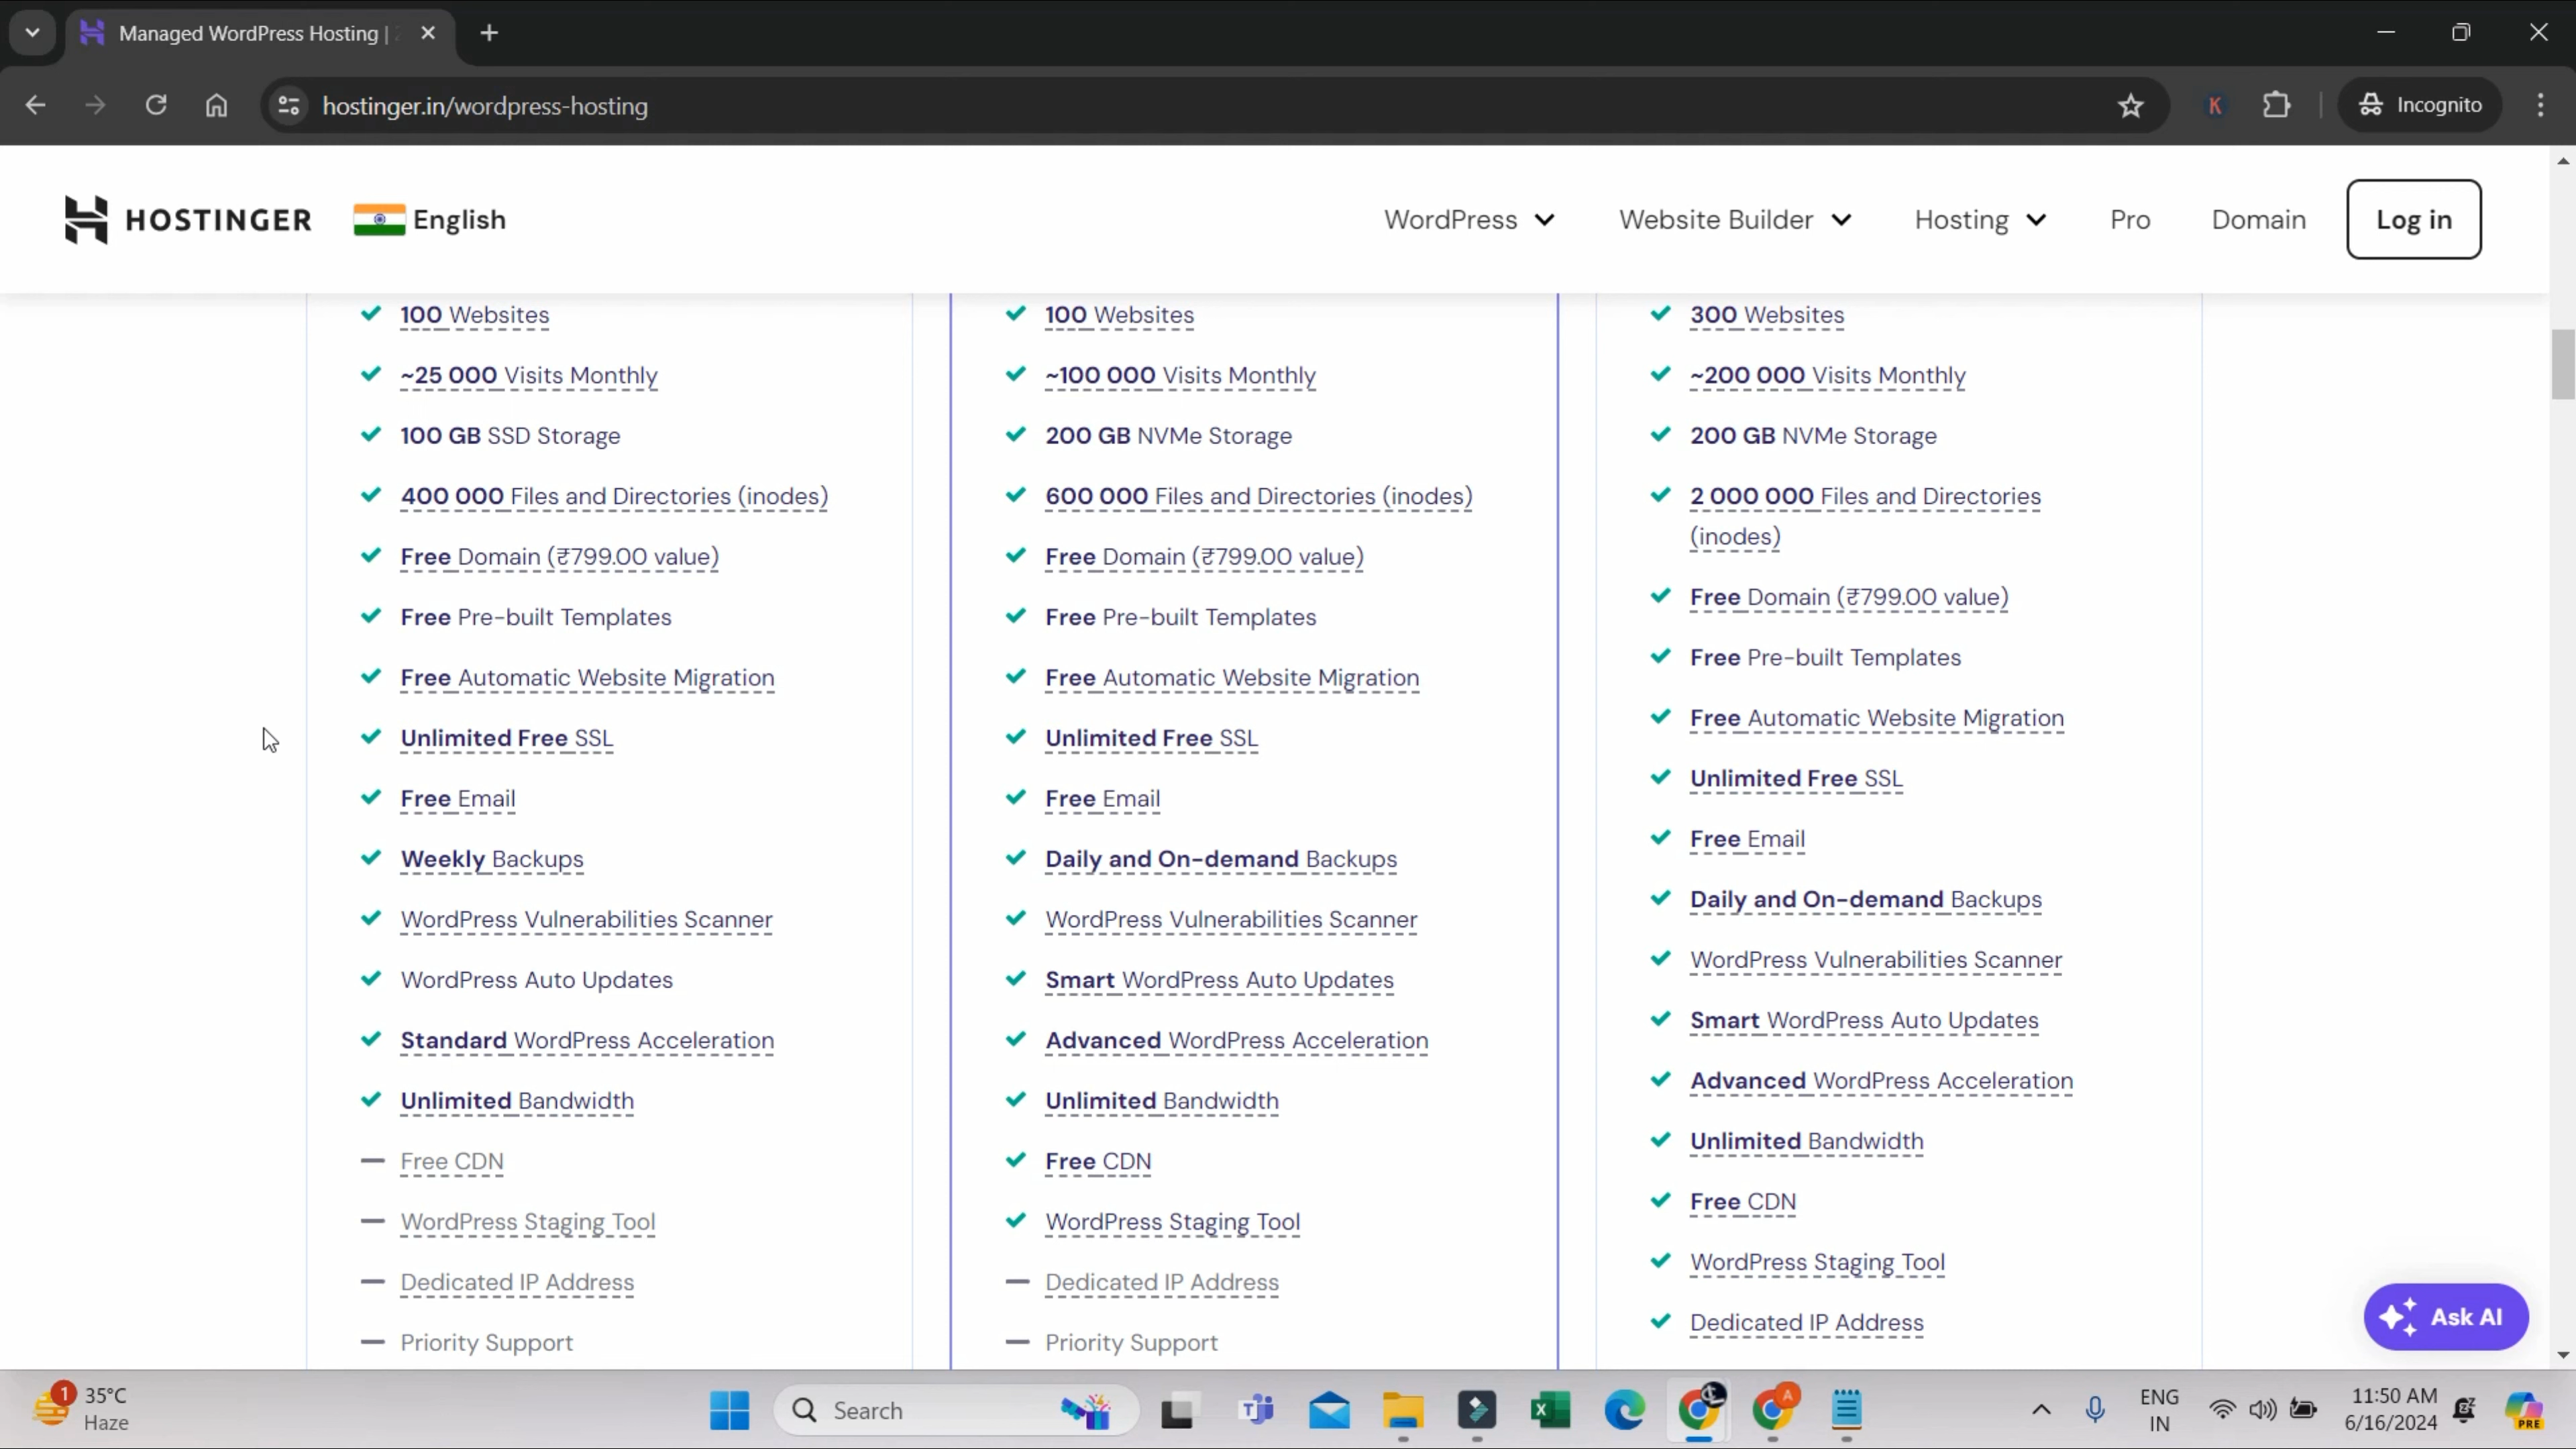 Managed WordPress Hosting |
hostinger.in/wordpress-hosting
K
Incognito
HOSTINGER
English
WordPress
Website Builder
Hosting
Pro
Domain
Log in
100 Websites
~25 000 Visits Monthly
100 GB SSD Storage
400 000 Files and Directories (inodes)
Free Domain (₹799.00 value)
Free Pre-built Templates
Free Automatic Website Migration
Unlimited Free SSL
Free Email
Weekly Backups
WordPress Vulnerabilities Scanner
WordPress Auto Updates
Standard WordPress Acceleration
Unlimited Bandwidth
Free CDN
WordPress Staging Tool
Dedicated IP Address
Priority Support
100 Websites
~100 000 Visits Monthly
200 GB NVMe Storage
600 000 Files and Directories (inodes)
Free Domain (₹799.00 value)
Free Pre-built Templates
Free Automatic Website Migration
Unlimited Free SSL
Free Email
Daily and On-demand Backups
WordPress Vulnerabilities Scanner
Smart WordPress Auto Updates
Advanced WordPress Acceleration
Unlimited Bandwidth
Free CDN
WordPress Staging Tool
Dedicated IP Address
Priority Support
300 Websites
~200 000 Visits Monthly
200 GB NVMe Storage
2 000 000 Files and Directories
(inodes)
Free Domain (₹799.00 value)
Free Pre-built Templates
Free Automatic Website Migration
Unlimited Free SSL
Free Email
Daily and On-demand Backups
WordPress Vulnerabilities Scanner
Smart WordPress Auto Updates
Advanced WordPress Acceleration
Unlimited Bandwidth
Free CDN
WordPress Staging Tool
Dedicated IP Address
Ask AI
1
35°C
Haze
Search
A
ENG
IN
11:50 AM
6/16/2024
PRE